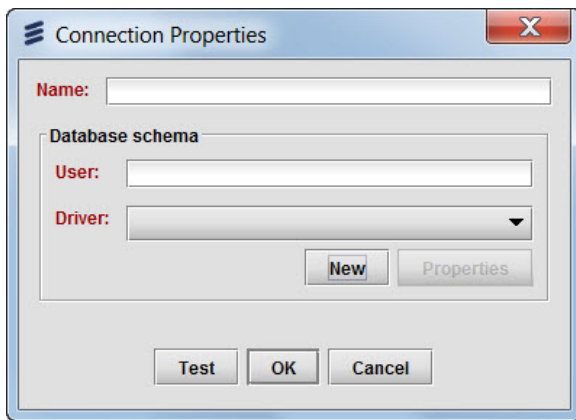 Connection Properties
Name:
Database schema
User:
Driver:
New Properties
Test OK Cancel